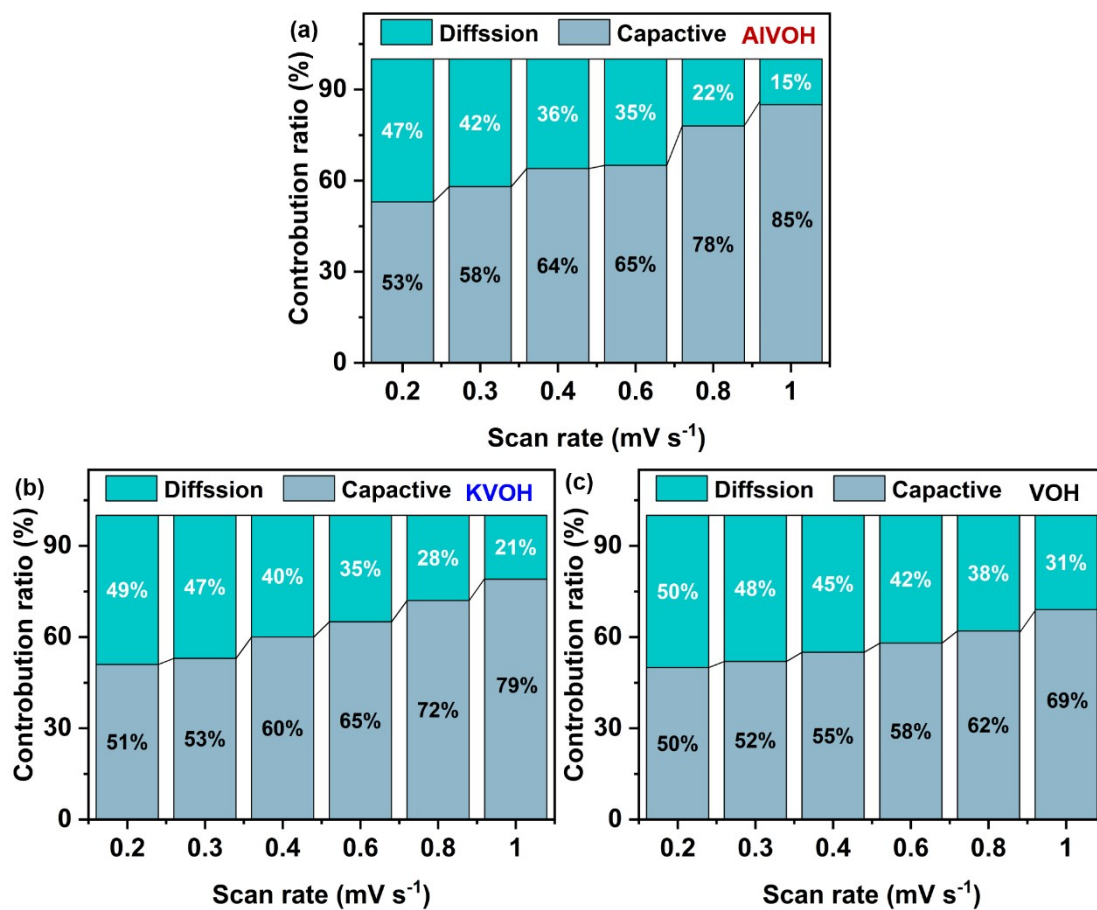 (a) Diffssion Capactive AlVOH
Controbution ratio (%)
90
60
30
0
47% 42% 36% 35% 22% 15%
53% 58% 64% 65% 78% 85%
0.2 0.3 0.4 0.6 0.8 1
Scan rate (mV s⁻¹)
(b) Diffssion Capactive KVOH
Controbution ratio (%)
90
60
30
0
49% 47% 40% 35% 28% 21%
51% 53% 60% 65% 72% 79%
0.2 0.3 0.4 0.6 0.8 1
Scan rate (mV s⁻¹)
(c) Diffssion Capactive VOH
Controbution ratio (%)
90
60
30
0
50% 48% 45% 42% 38% 31%
50% 52% 55% 58% 62% 69%
0.2 0.3 0.4 0.6 0.8 1
Scan rate (mV s⁻¹)